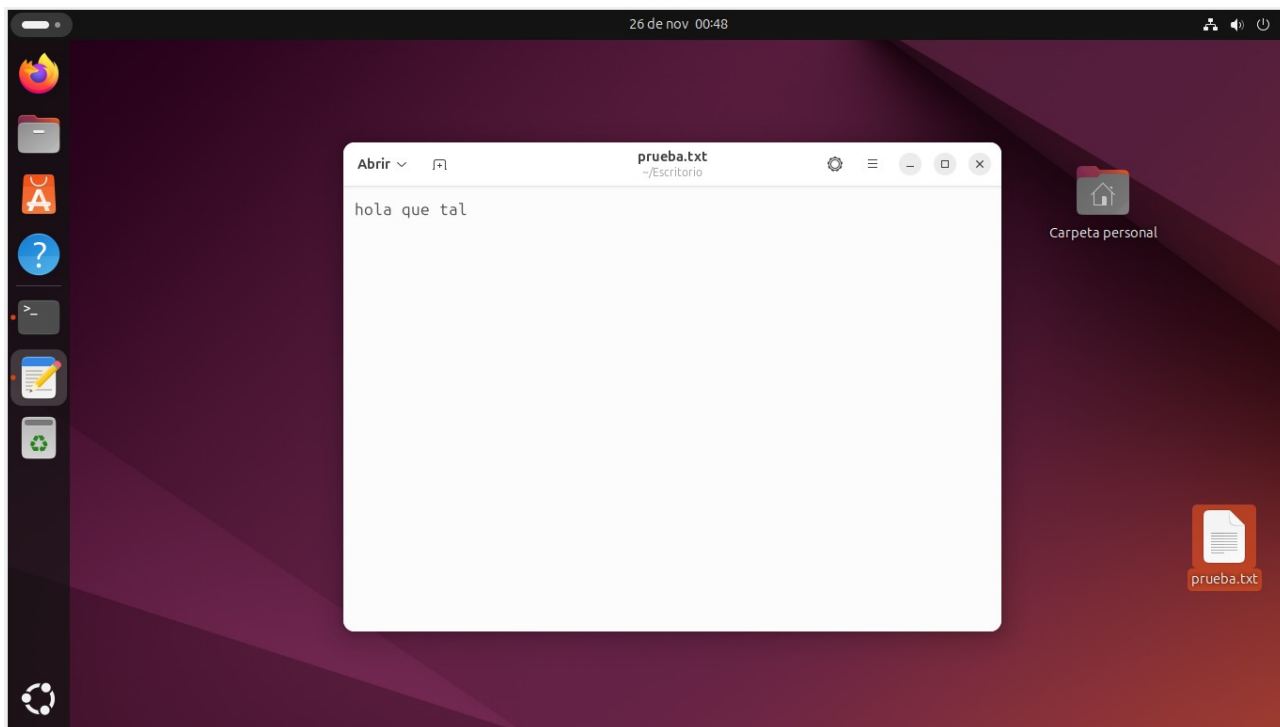 26 de nov 00:48
Abrir
prueba.txt
~/Escritorio
hola que tal
Carpeta personal
prueba.txt